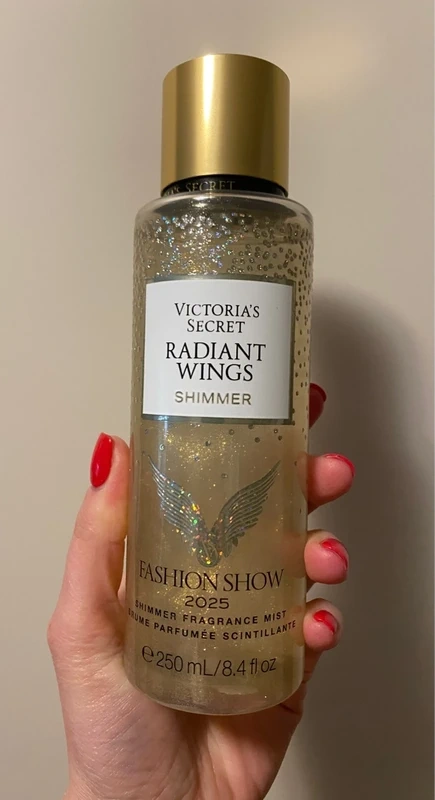 SECRET
VICTORIA'S
SECRET
RADIANT
WINGS
SHIMMER
FASHION SHOW
2025
SHIMMER FRAGRANCE MIST
BRUME PARFUMÉE SCINTILLANTE
℮250 mL/8.4 fl oz